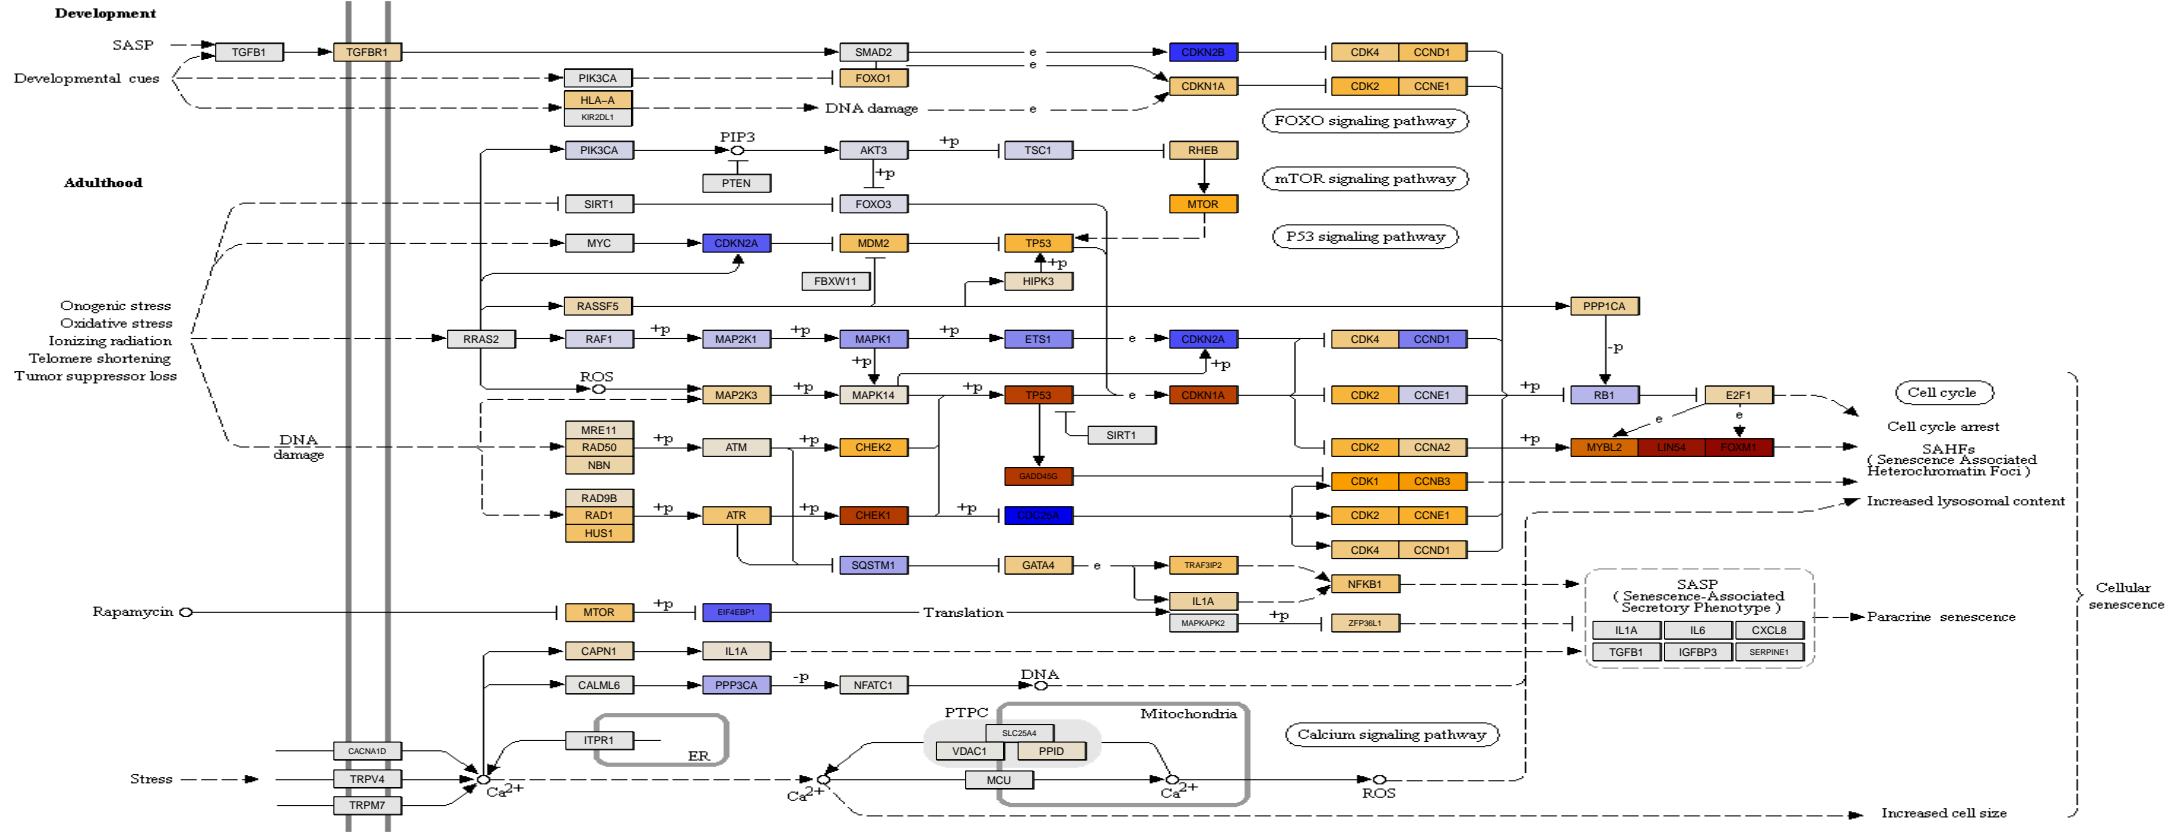 Development
SASP
TGFB1
TGFBR1
SMAD2
e
CDKN2B
CDK4
CCND1
Developmental cues
PIK3CA
FOXO1
e
CDKN1A
CDK2
CCNE1
HLA-A
KIR2DL1
DNA damage
e
FOXO signaling pathway
PIK3CA
PIP3
PTEN
AKT3
+p
+p
TSC1
RHEB
mTOR signaling pathway
Adulthood
SIRT1
FOXO3
MTOR
P53 signaling pathway
MYC
CDKN2A
MDM2
TP53
FBXW11
HIPK3
+p
Onogenic stress
Oxidative stress
Ionizing radiation
Telomere shortening
Tumor suppressor loss
RASSF5
PPP1CA
-p
RRAS2
RAF1
+p
MAP2K1
+p
MAPK1
+p
ETS1
e
CDKN2A
CDK4
CCND1
+p
+p
ROS
MAP2K3
+p
MAPK14
+p
TP53
e
CDKN1A
CDK2
CCNE1
+p
RB1
E2F1
Cell cycle
e
e
Cell cycle arrest
SIRT1
DNA
damage
MRE11
RAD50
NBN
+p
ATM
+p
CHEK2
CDK2
CCNA2
+p
MYBL2
LIN54
FOXM1
SAHFs
( Senescence Associated
Heterochromatin Foci )
GADD45G
CDK1
CCNB3
RAD9B
RAD1
HUS1
+p
ATR
+p
CHEK1
+p
CDC25A
CDK2
CCNE1
Increased lysosomal content
CDK4
CCND1
SQSTM1
GATA4
e
TRAF3IP2
IL1A
NFKB1
SASP
( Senescence-Associated
Secretory Phenotype )
IL1A
IL6
CXCL8
TGFB1
IGFBP3
SERPINE1
Cellular
senescence
Rapamycin
MTOR
+p
EIF4EBP1
Translation
MAPKAPK2
+p
ZFP36L1
Paracrine senescence
CAPN1
IL1A
CALML6
PPP3CA
-p
NFATC1
DNA
PTPC
Mitochondria
SLC25A4
VDAC1
PPID
Calcium signaling pathway
CACNA1D
ITPR1
ER
Stress
TRPV4
TRPM7
Ca2+
Ca2+
MCU
Ca2+
ROS
Increased cell size